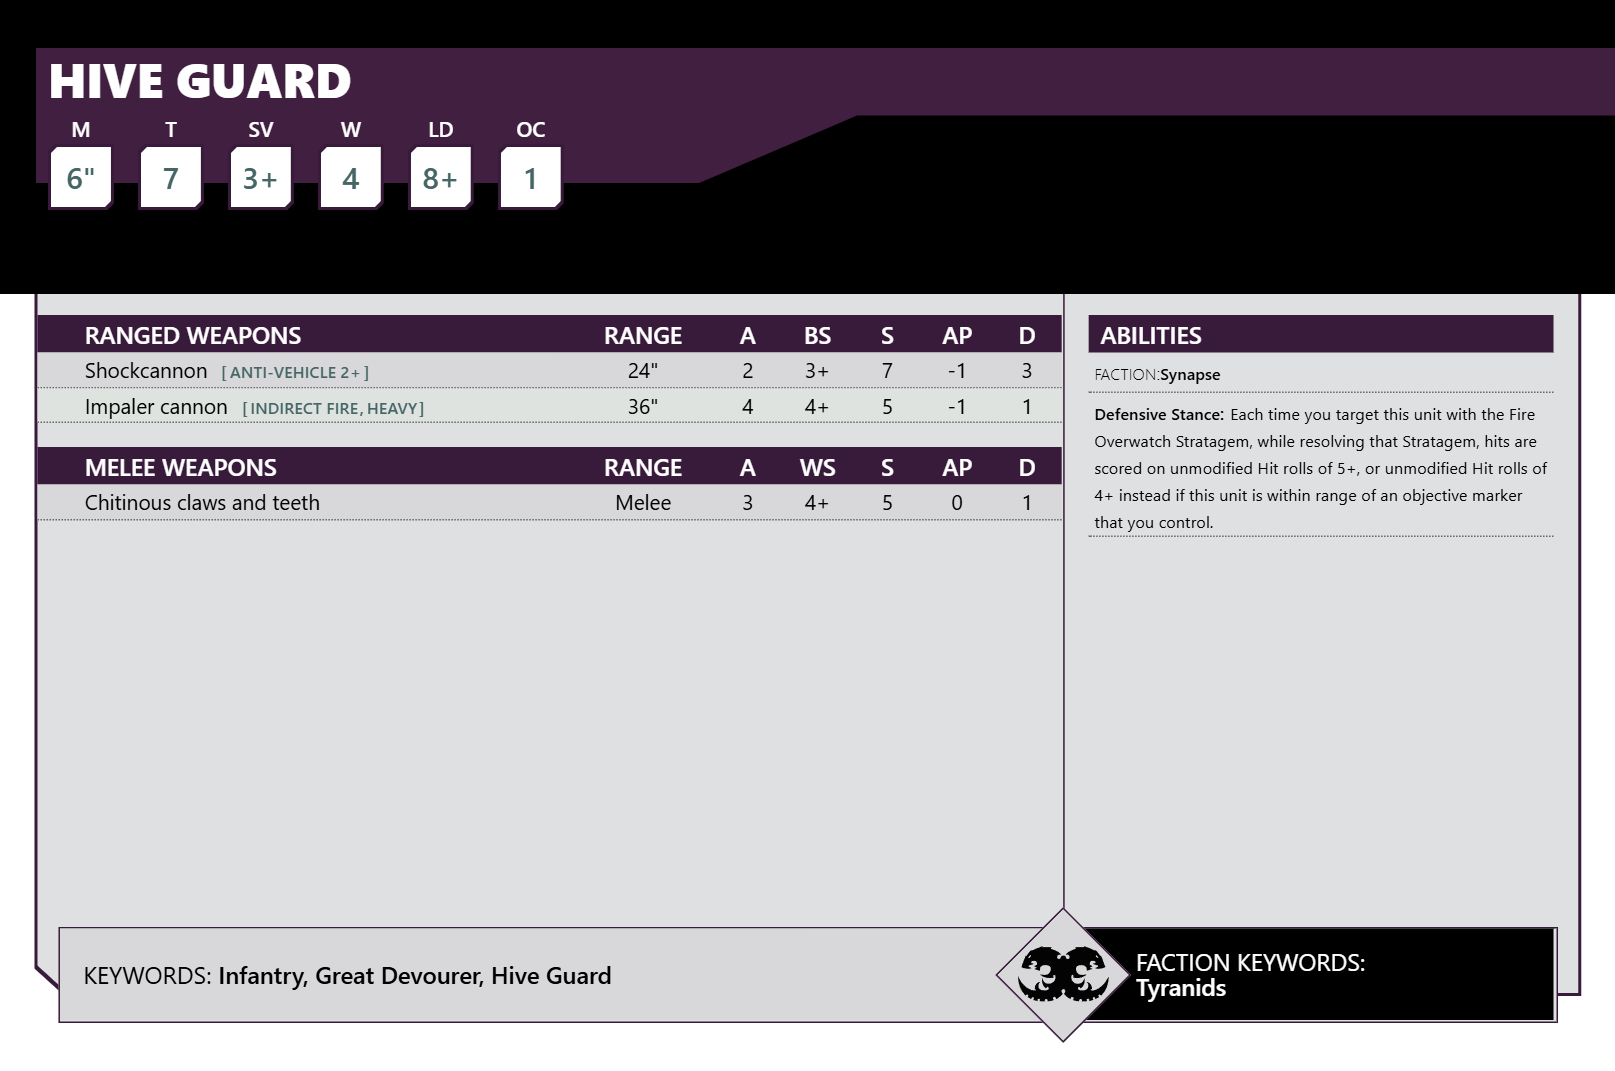 HIVE GUARD
M T SV W LD OC
6" 7 3+ 4 8+ 1
RANGED WEAPONS RANGE A BS S AP D
Shockcannon [ ANTI-VEHICLE 2+ ] 24" 2 3+ 7 -1 3
Impaler cannon [ INDIRECT FIRE, HEAVY ] 36" 4 4+ 5 -1 1
MELEE WEAPONS RANGE A WS S AP D
Chitinous claws and teeth Melee 3 4+ 5 0 1
ABILITIES
FACTION:Synapse
Defensive Stance: Each time you target this unit with the Fire
Overwatch Stratagem, while resolving that Stratagem, hits are
scored on unmodified Hit rolls of 5+, or unmodified Hit rolls of
4+ instead if this unit is within range of an objective marker
that you control.
KEYWORDS: Infantry, Great Devourer, Hive Guard
FACTION KEYWORDS:
Tyranids